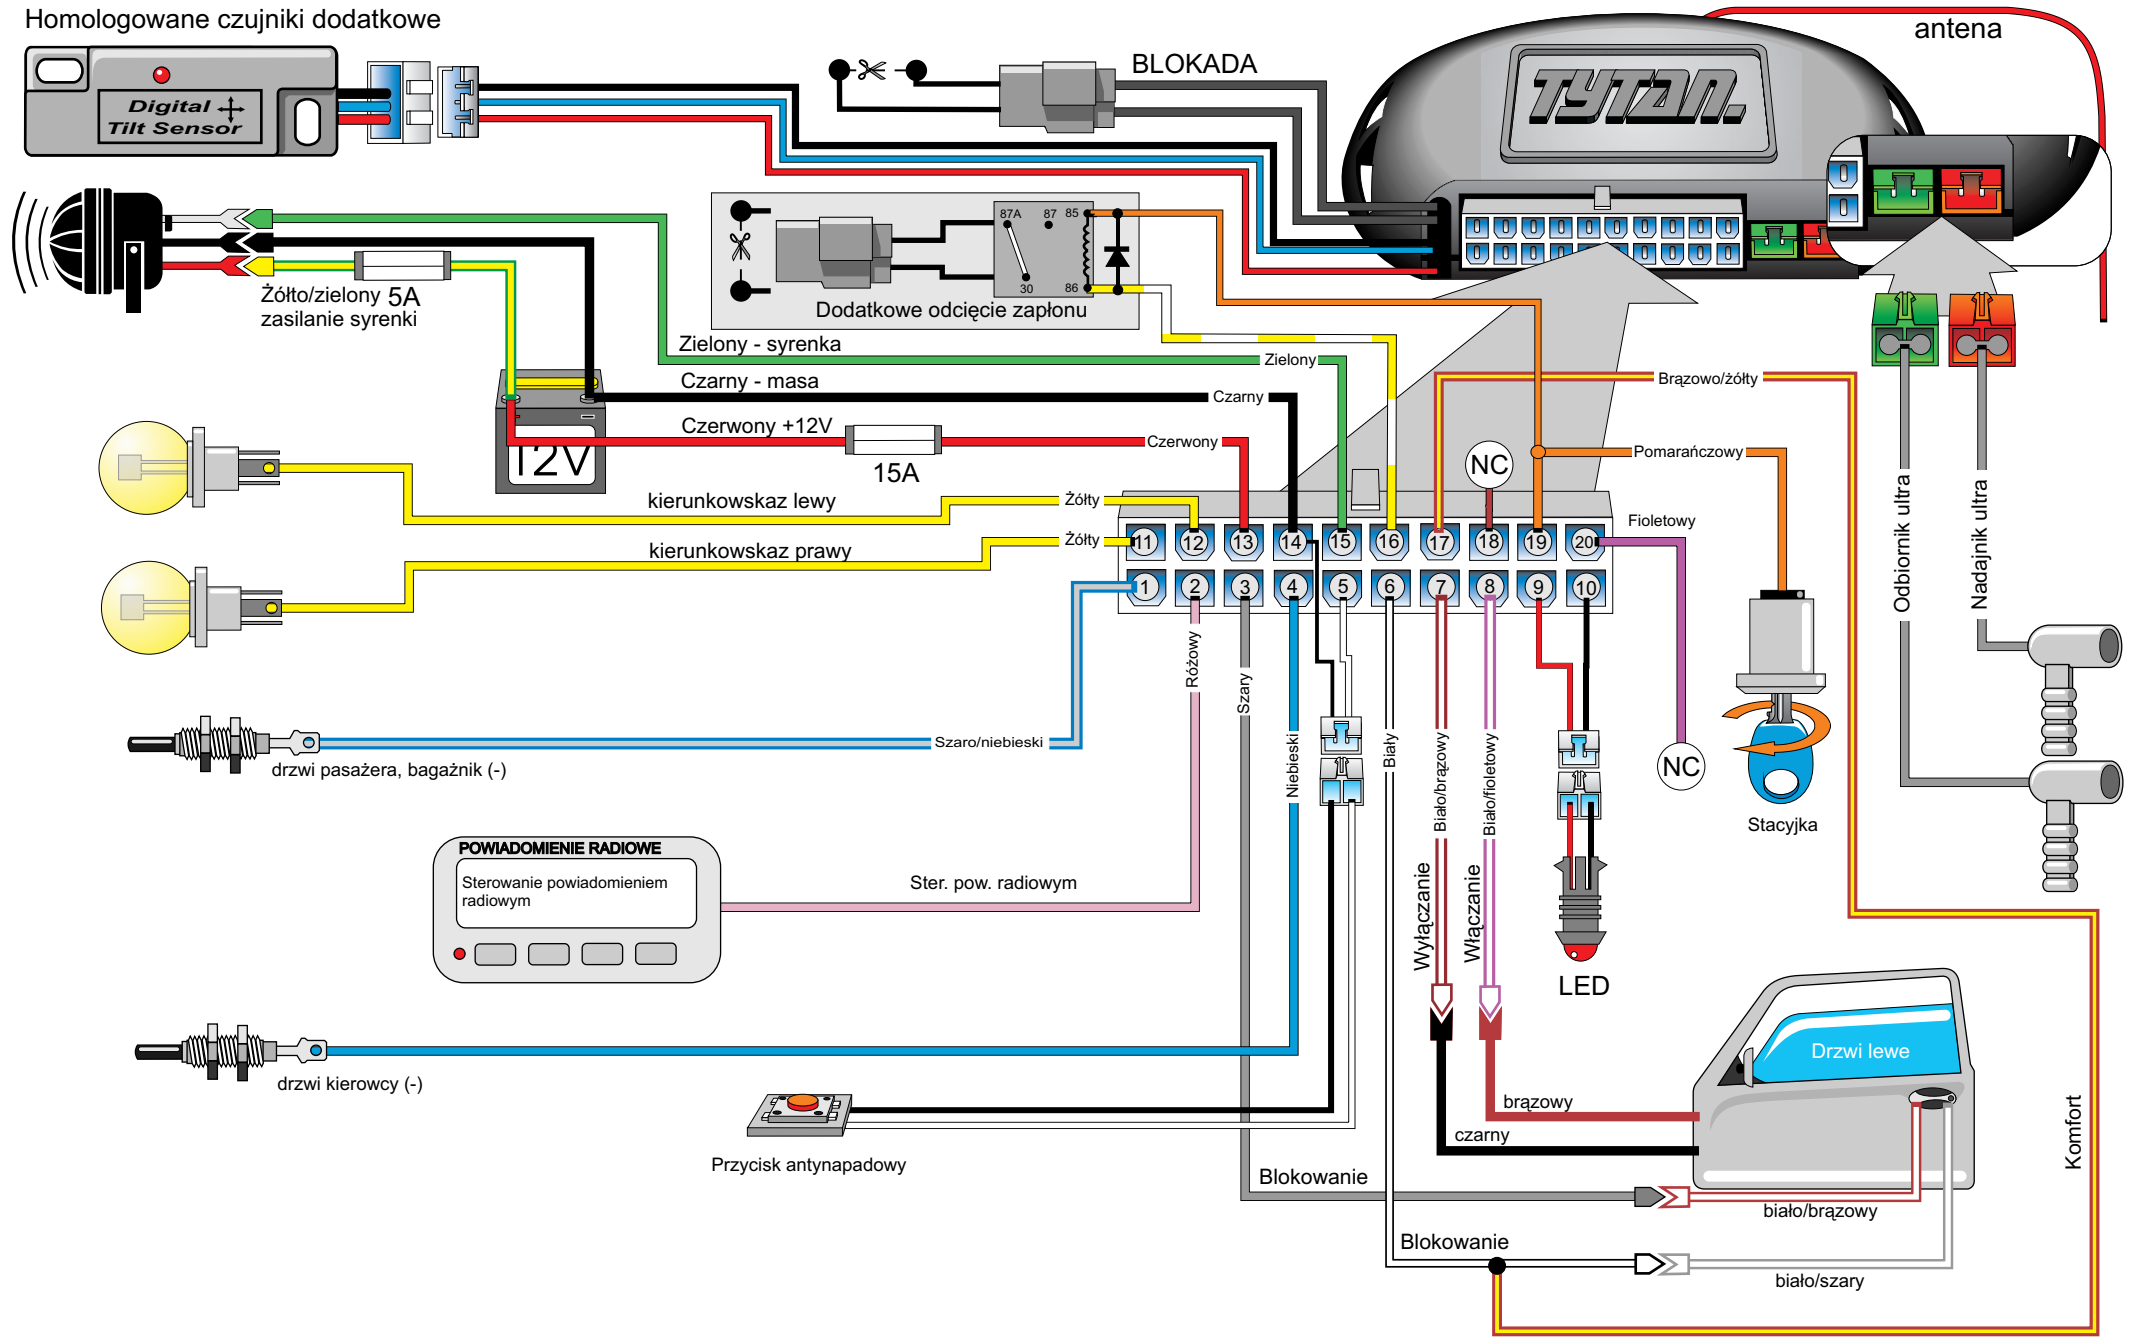 Homologowane czujniki dodatkowe
Digital
Tilt Sensor
BLOKADA
antena
TYTAN.
Żółto/zielony 5A
zasilanie syrenki
87A 87 85
30 86
Dodatkowe odcięcie zapłonu
Zielony - syrenka
Zielony
Czarny - masa
Czarny
Czerwony +12V
Czerwony
15A
12V
Brązowo/żółty
Pomarańczowy
NC
kierunkowskaz lewy
Żółty
kierunkowskaz prawy
Żółty
Fioletowy
11 12 13 14 15 16 17 18 19 20
1 2 3 4 5 6 7 8 9 10
Odbiornik ultra
Nadajnik ultra
Różowy
Szary
Niebieski
Biały
Biało/brązowy
Biało/fioletowy
Szaro/niebieski
drzwi pasażera, bagażnik (-)
NC
Stacyjka
POWIADOMIENIE RADIOWE
Sterowanie powiadomieniem
radiowym
Ster. pow. radiowym
Wyłączanie
Włączanie
LED
drzwi kierowcy (-)
Drzwi lewe
brązowy
czarny
Komfort
Przycisk antynapadowy
Blokowanie
biało/brązowy
Blokowanie
biało/szary